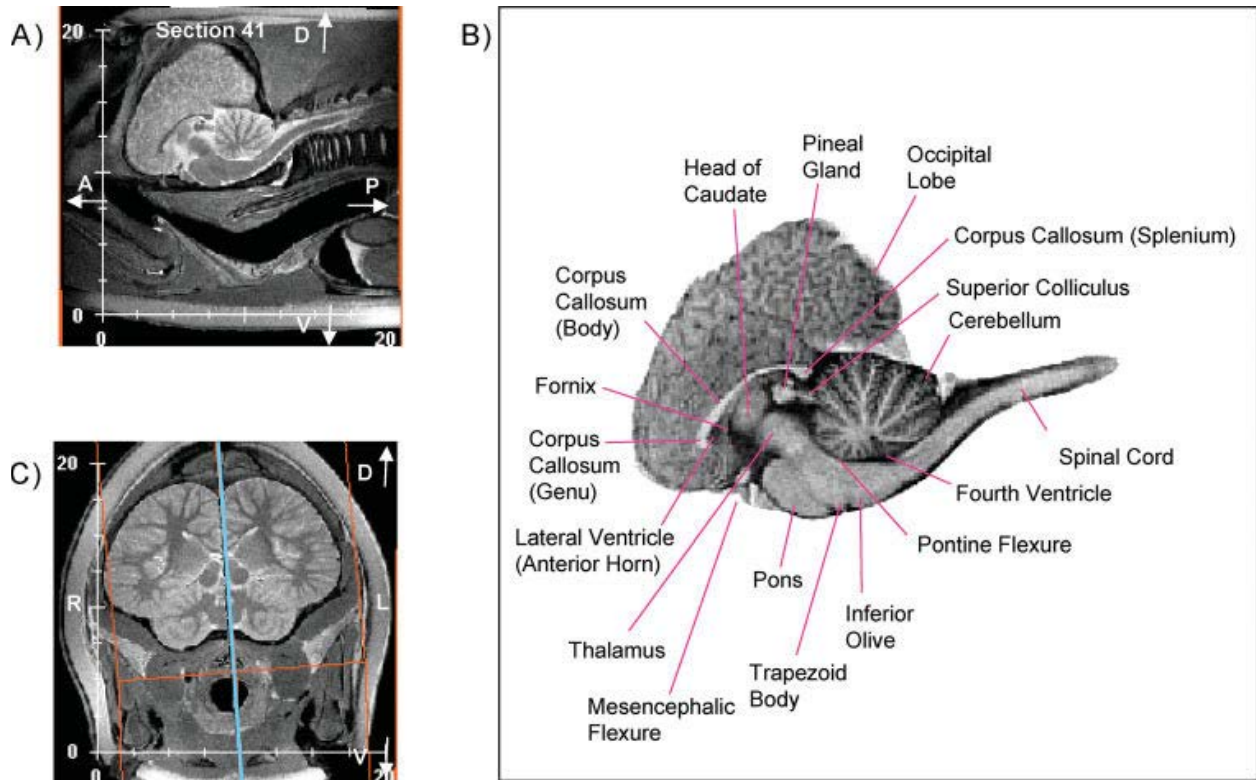 A)
Section 41
20
D
A
P
0
V
0
20
B)
Pineal
Gland
Head of
Caudate
Occipital
Lobe
Corpus Callosum (Splenium)
Corpus
Callosum
(Body)
Superior Colliculus
Cerebellum
Fornix
Corpus
Callosum
(Genu)
Spinal Cord
Fourth Ventricle
Lateral Ventricle
(Anterior Horn)
Pontine Flexure
Pons
Inferior
Olive
Thalamus
Trapezoid
Body
Mesencephalic
Flexure
C)
20
D
R
L
0
V
0
20